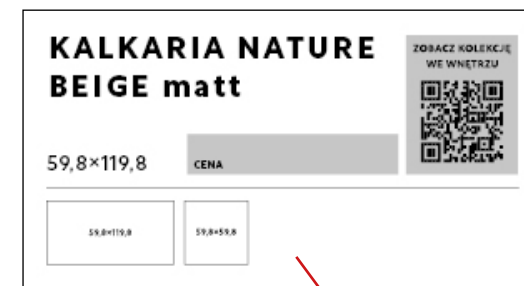 KALKARIA NATURE
BEIGE matt
ZOBACZ KOLEKCJĘ
WE WNĘTRZU
59,8×119,8
CENA
59,8×119,8
59,8×59,8